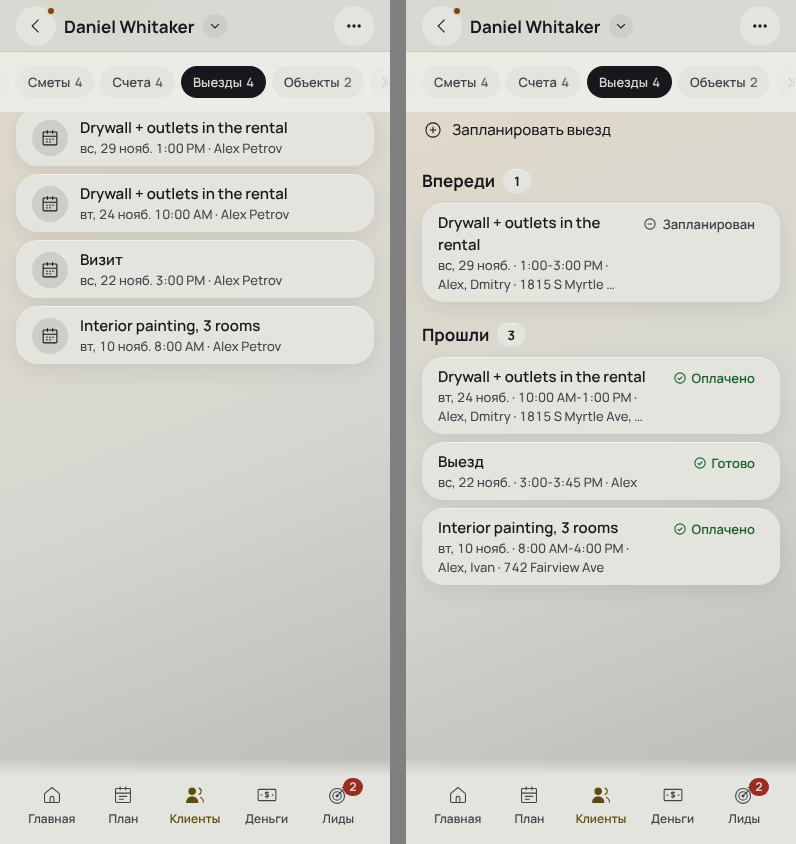 Daniel Whitaker
Сметы 4
Счета 4
Выезды 4
Объекты 2
Drywall + outlets in the rental
вс, 29 нояб. 1:00 PM · Alex Petrov
Drywall + outlets in the rental
вт, 24 нояб. 10:00 AM · Alex Petrov
Визит
вс, 22 нояб. 3:00 PM · Alex Petrov
Interior painting, 3 rooms
вт, 10 нояб. 8:00 AM · Alex Petrov
Главная
План
Клиенты
Деньги
Лиды
2
Daniel Whitaker
Сметы 4
Счета 4
Выезды 4
Объекты 2
Запланировать выезд
Впереди 1
Drywall + outlets in the
rental
Запланирован
вс, 29 нояб. · 1:00-3:00 PM ·
Alex, Dmitry · 1815 S Myrtle ...
Прошли 3
Drywall + outlets in the rental
Оплачено
вт, 24 нояб. · 10:00 AM-1:00 PM ·
Alex, Dmitry · 1815 S Myrtle Ave, ...
Выезд
Готово
вс, 22 нояб. · 3:00-3:45 PM · Alex
Interior painting, 3 rooms
Оплачено
вт, 10 нояб. · 8:00 AM-4:00 PM ·
Alex, Ivan · 742 Fairview Ave
Главная
План
Клиенты
Деньги
Лиды
2